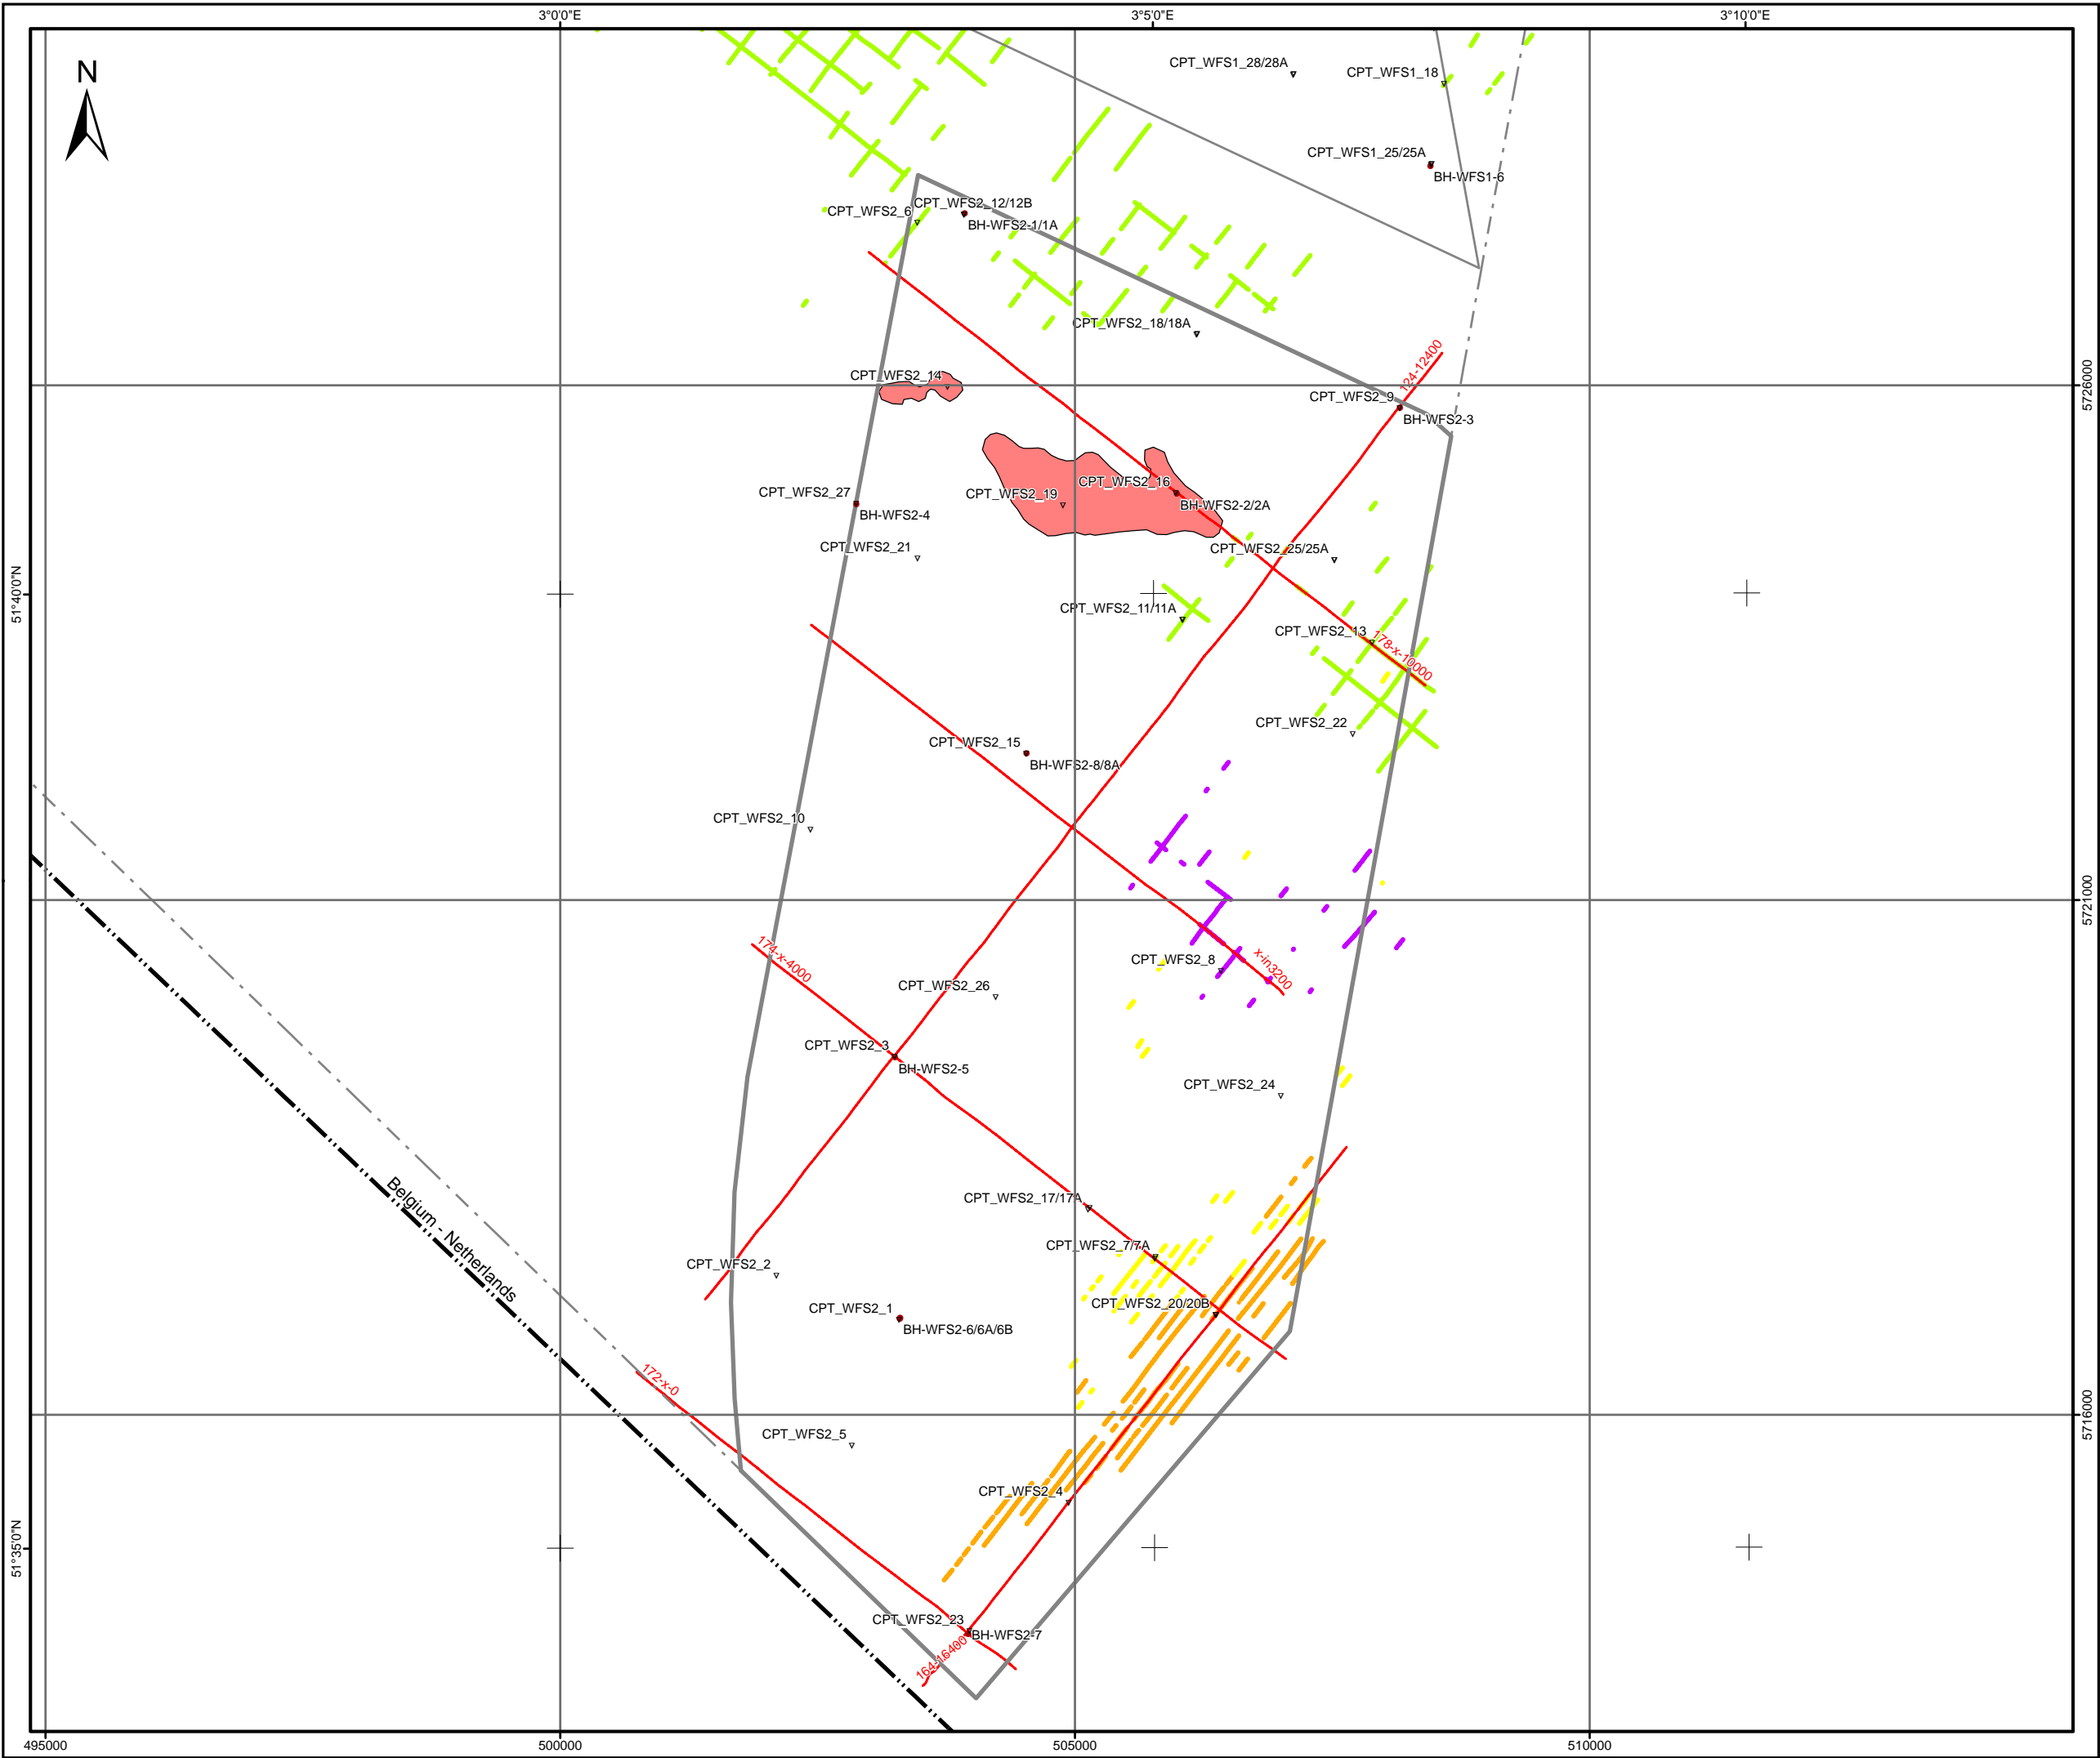 3°0'0"E
3°5'0"E
3°10'0"E
N
CPT_WFS1_28/28A
CPT_WFS1_18
CPT_WFS1_25/25A
BH-WFS1-6
CPT_WFS2_12/12B
CPT_WFS2_6
BH-WFS2-1/1A
CPT_WFS2_18/18A
124-12400
CPT_WFS2_14
5726000
CPT_WFS2_9
BH-WFS2-3
CPT_WFS2_16
CPT_WFS2_27
CPT_WFS2_19
BH-WFS2-2/2A
BH-WFS2-4
CPT_WFS2_21
CPT_WFS2_25/25A
51°40'0"N
CPT_WFS2_11/11A
CPT_WFS2_13
178-x-10000
CPT_WFS2_22
CPT_WFS2_15
BH-WFS2-8/8A
CPT_WFS2_10
5721000
174-x-4000
CPT_WFS2_8
x-in3200
CPT_WFS2_26
CPT_WFS2_3
BH-WFS2-5
CPT_WFS2_24
CPT_WFS2_17/17A
Belgium - Netherlands
CPT_WFS2_7/7A
CPT_WFS2_2
CPT_WFS2_20/20B
CPT_WFS2_1
BH-WFS2-6/6A/6B
172-x-0
5716000
CPT_WFS2_5
CPT_WFS2_4
51°35'0"N
CPT_WFS2_23
BH-WFS2-7
164-16400
495000
500000
505000
510000